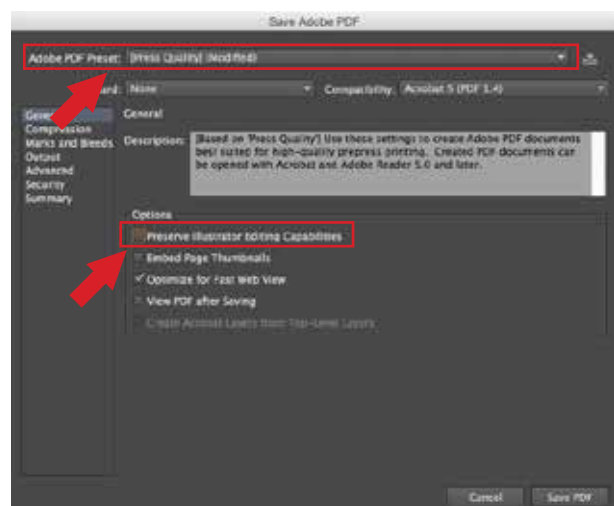 Save Adobe PDF
Adobe PDF Preset: [Press Quality] (Modified)
None
Compatibility: Acrobat 5 (PDF 1.4)
General
Compression
Marks and Bleeds
Output
Advanced
Security
Summary
General
Description: [Based on 'Press Quality'] Use these settings to create Adobe PDF documents
best suited for high-quality prepress printing. Created PDF documents can
be opened with Acrobat and Adobe Reader 5.0 and later.
Options
Preserve Illustrator Editing Capabilities
Embed Page Thumbnails
Optimize for Fast Web View
View PDF after Saving
Create Acrobat Layers from Top-Level Layers
Cancel
Save PDF